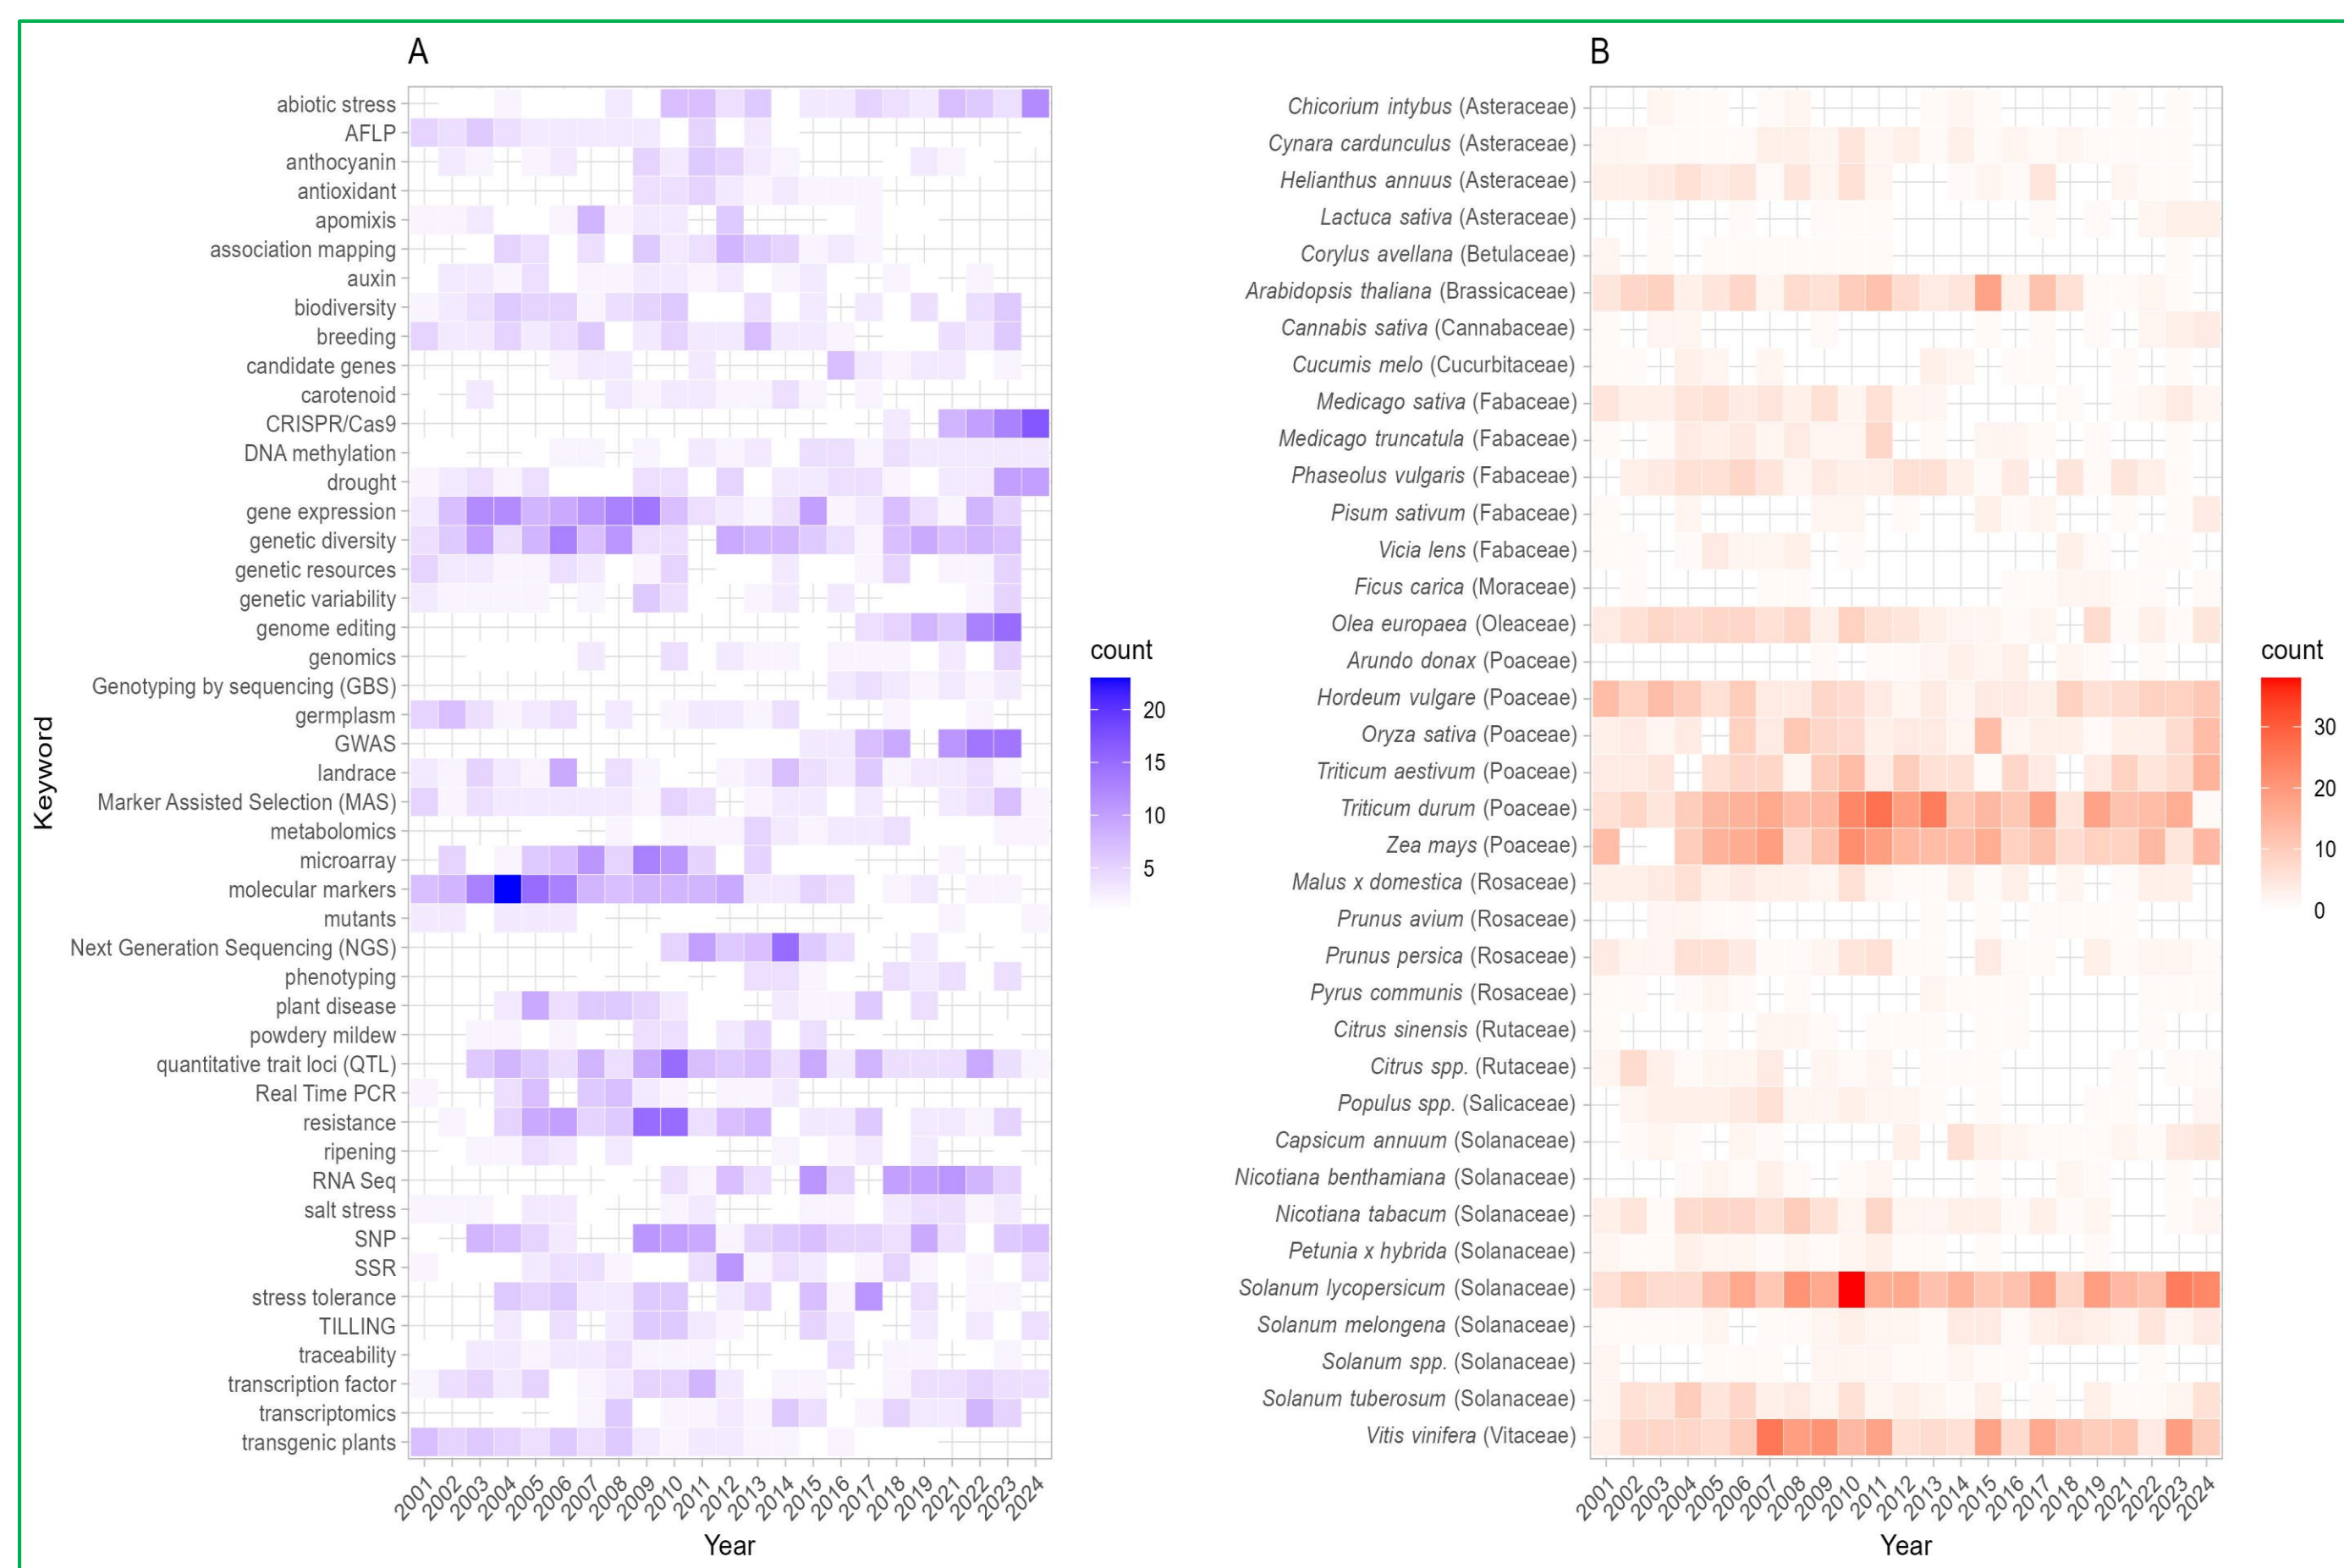 A
abiotic stress
AFLP
anthocyanin
antioxidant
apomixis
association mapping
auxin
biodiversity
breeding
candidate genes
carotenoid
CRISPR/Cas9
DNA methylation
drought
gene expression
genetic diversity
genetic resources
genetic variability
genome editing
genomics
Genotyping by sequencing (GBS)
germplasm
GWAS
landrace
Marker Assisted Selection (MAS)
metabolomics
microarray
molecular markers
mutants
Next Generation Sequencing (NGS)
phenotyping
plant disease
powdery mildew
quantitative trait loci (QTL)
Real Time PCR
resistance
ripening
RNA Seq
salt stress
SNP
SSR
stress tolerance
TILLING
traceability
transcription factor
transcriptomics
transgenic plants
Keyword
2001 2002 2003 2004 2005 2006 2007 2008 2009 2010 2011 2012 2013 2014 2015 2016 2017 2018 2019 2021 2022 2023 2024
Year
count
20
15
10
5
B
Chicorium intybus (Asteraceae)
Cynara cardunculus (Asteraceae)
Helianthus annuus (Asteraceae)
Lactuca sativa (Asteraceae)
Corylus avellana (Betulaceae)
Arabidopsis thaliana (Brassicaceae)
Cannabis sativa (Cannabaceae)
Cucumis melo (Cucurbitaceae)
Medicago sativa (Fabaceae)
Medicago truncatula (Fabaceae)
Phaseolus vulgaris (Fabaceae)
Pisum sativum (Fabaceae)
Vicia lens (Fabaceae)
Ficus carica (Moraceae)
Olea europaea (Oleaceae)
Arundo donax (Poaceae)
Hordeum vulgare (Poaceae)
Oryza sativa (Poaceae)
Triticum aestivum (Poaceae)
Triticum durum (Poaceae)
Zea mays (Poaceae)
Malus x domestica (Rosaceae)
Prunus avium (Rosaceae)
Prunus persica (Rosaceae)
Pyrus communis (Rosaceae)
Citrus sinensis (Rutaceae)
Citrus spp. (Rutaceae)
Populus spp. (Salicaceae)
Capsicum annuum (Solanaceae)
Nicotiana benthamiana (Solanaceae)
Nicotiana tabacum (Solanaceae)
Petunia x hybrida (Solanaceae)
Solanum lycopersicum (Solanaceae)
Solanum melongena (Solanaceae)
Solanum spp. (Solanaceae)
Solanum tuberosum (Solanaceae)
Vitis vinifera (Vitaceae)
2001 2002 2003 2004 2005 2006 2007 2008 2009 2010 2011 2012 2013 2014 2015 2016 2017 2018 2019 2021 2022 2023 2024
Year
count
30
20
10
0